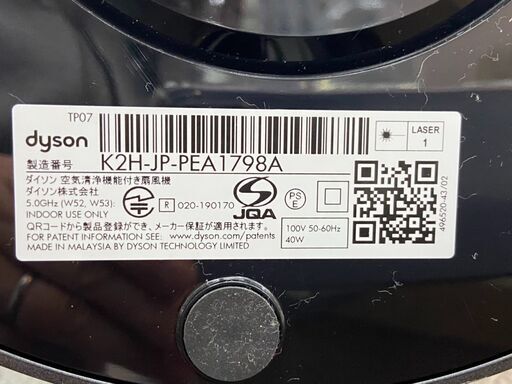 TP07
dyson
製造番号
K2H-JP-PEA1798A
LASER
1
ダイソン 空気清浄機能付き扇風機
ダイソン株式会社
5.0GHz (W52, W53):
INDOOR USE ONLY
R
020-190170
JQA
PS
E
QRコードから製品登録ができ、メーカー保証が適用できます。
FOR PATENT INFORMATION SEE: www.dyson.com/patents
MADE IN MALAYSIA BY DYSON TECHNOLOGY LIMITED
100V 50-60Hz
40W
496520-43/02